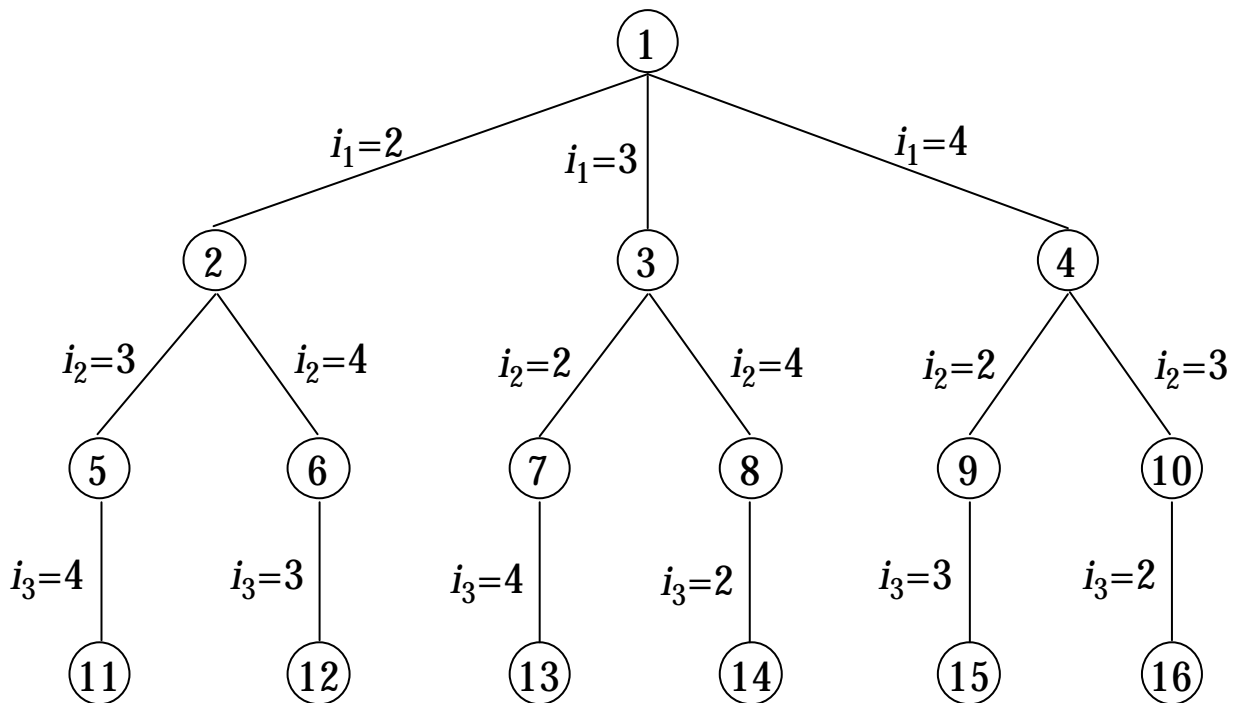 1
i₁=2 i₁=3 i₁=4
2 3 4
i₂=3 i₂=4 i₂=2 i₂=4 i₂=2 i₂=3
5 6 7 8 9 10
i₃=4 i₃=3 i₃=4 i₃=2 i₃=3 i₃=2
11 12 13 14 15 16